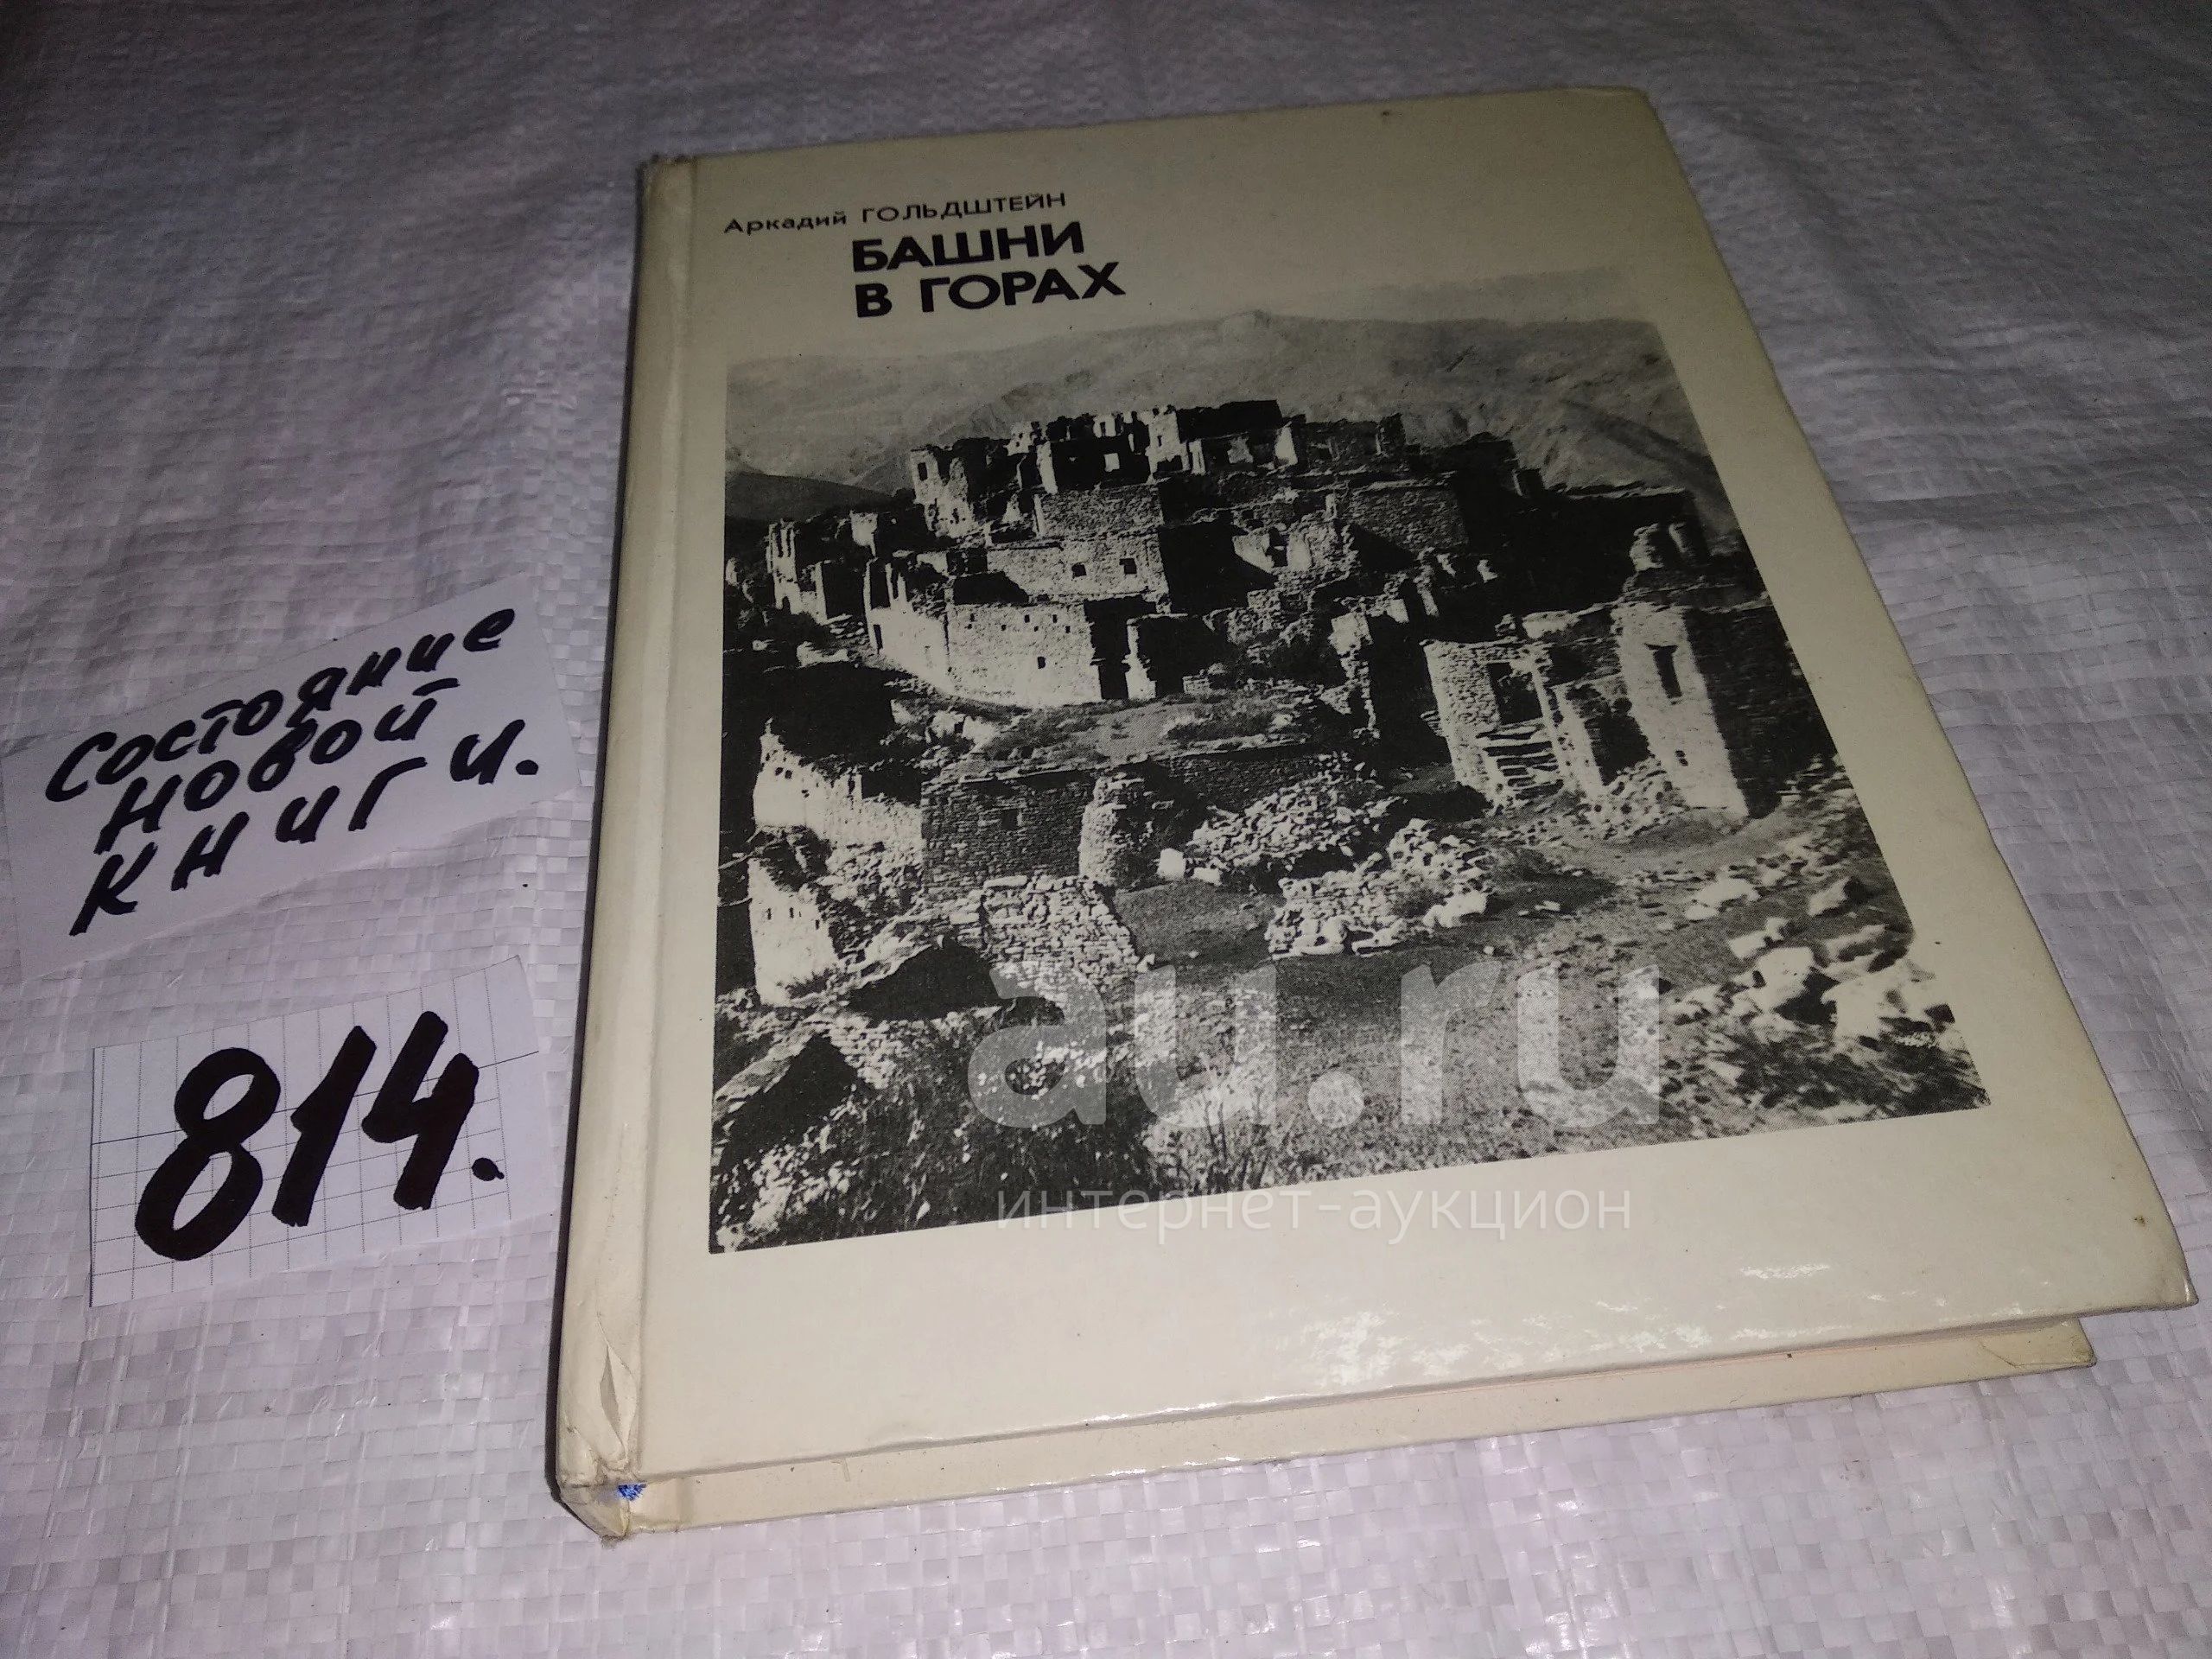 Аркадий ГОЛЬДШТЕЙН
БАШНИ
В ГОРАХ
Состояние
новой
книги.
814.
au.ru
интернет-аукцион